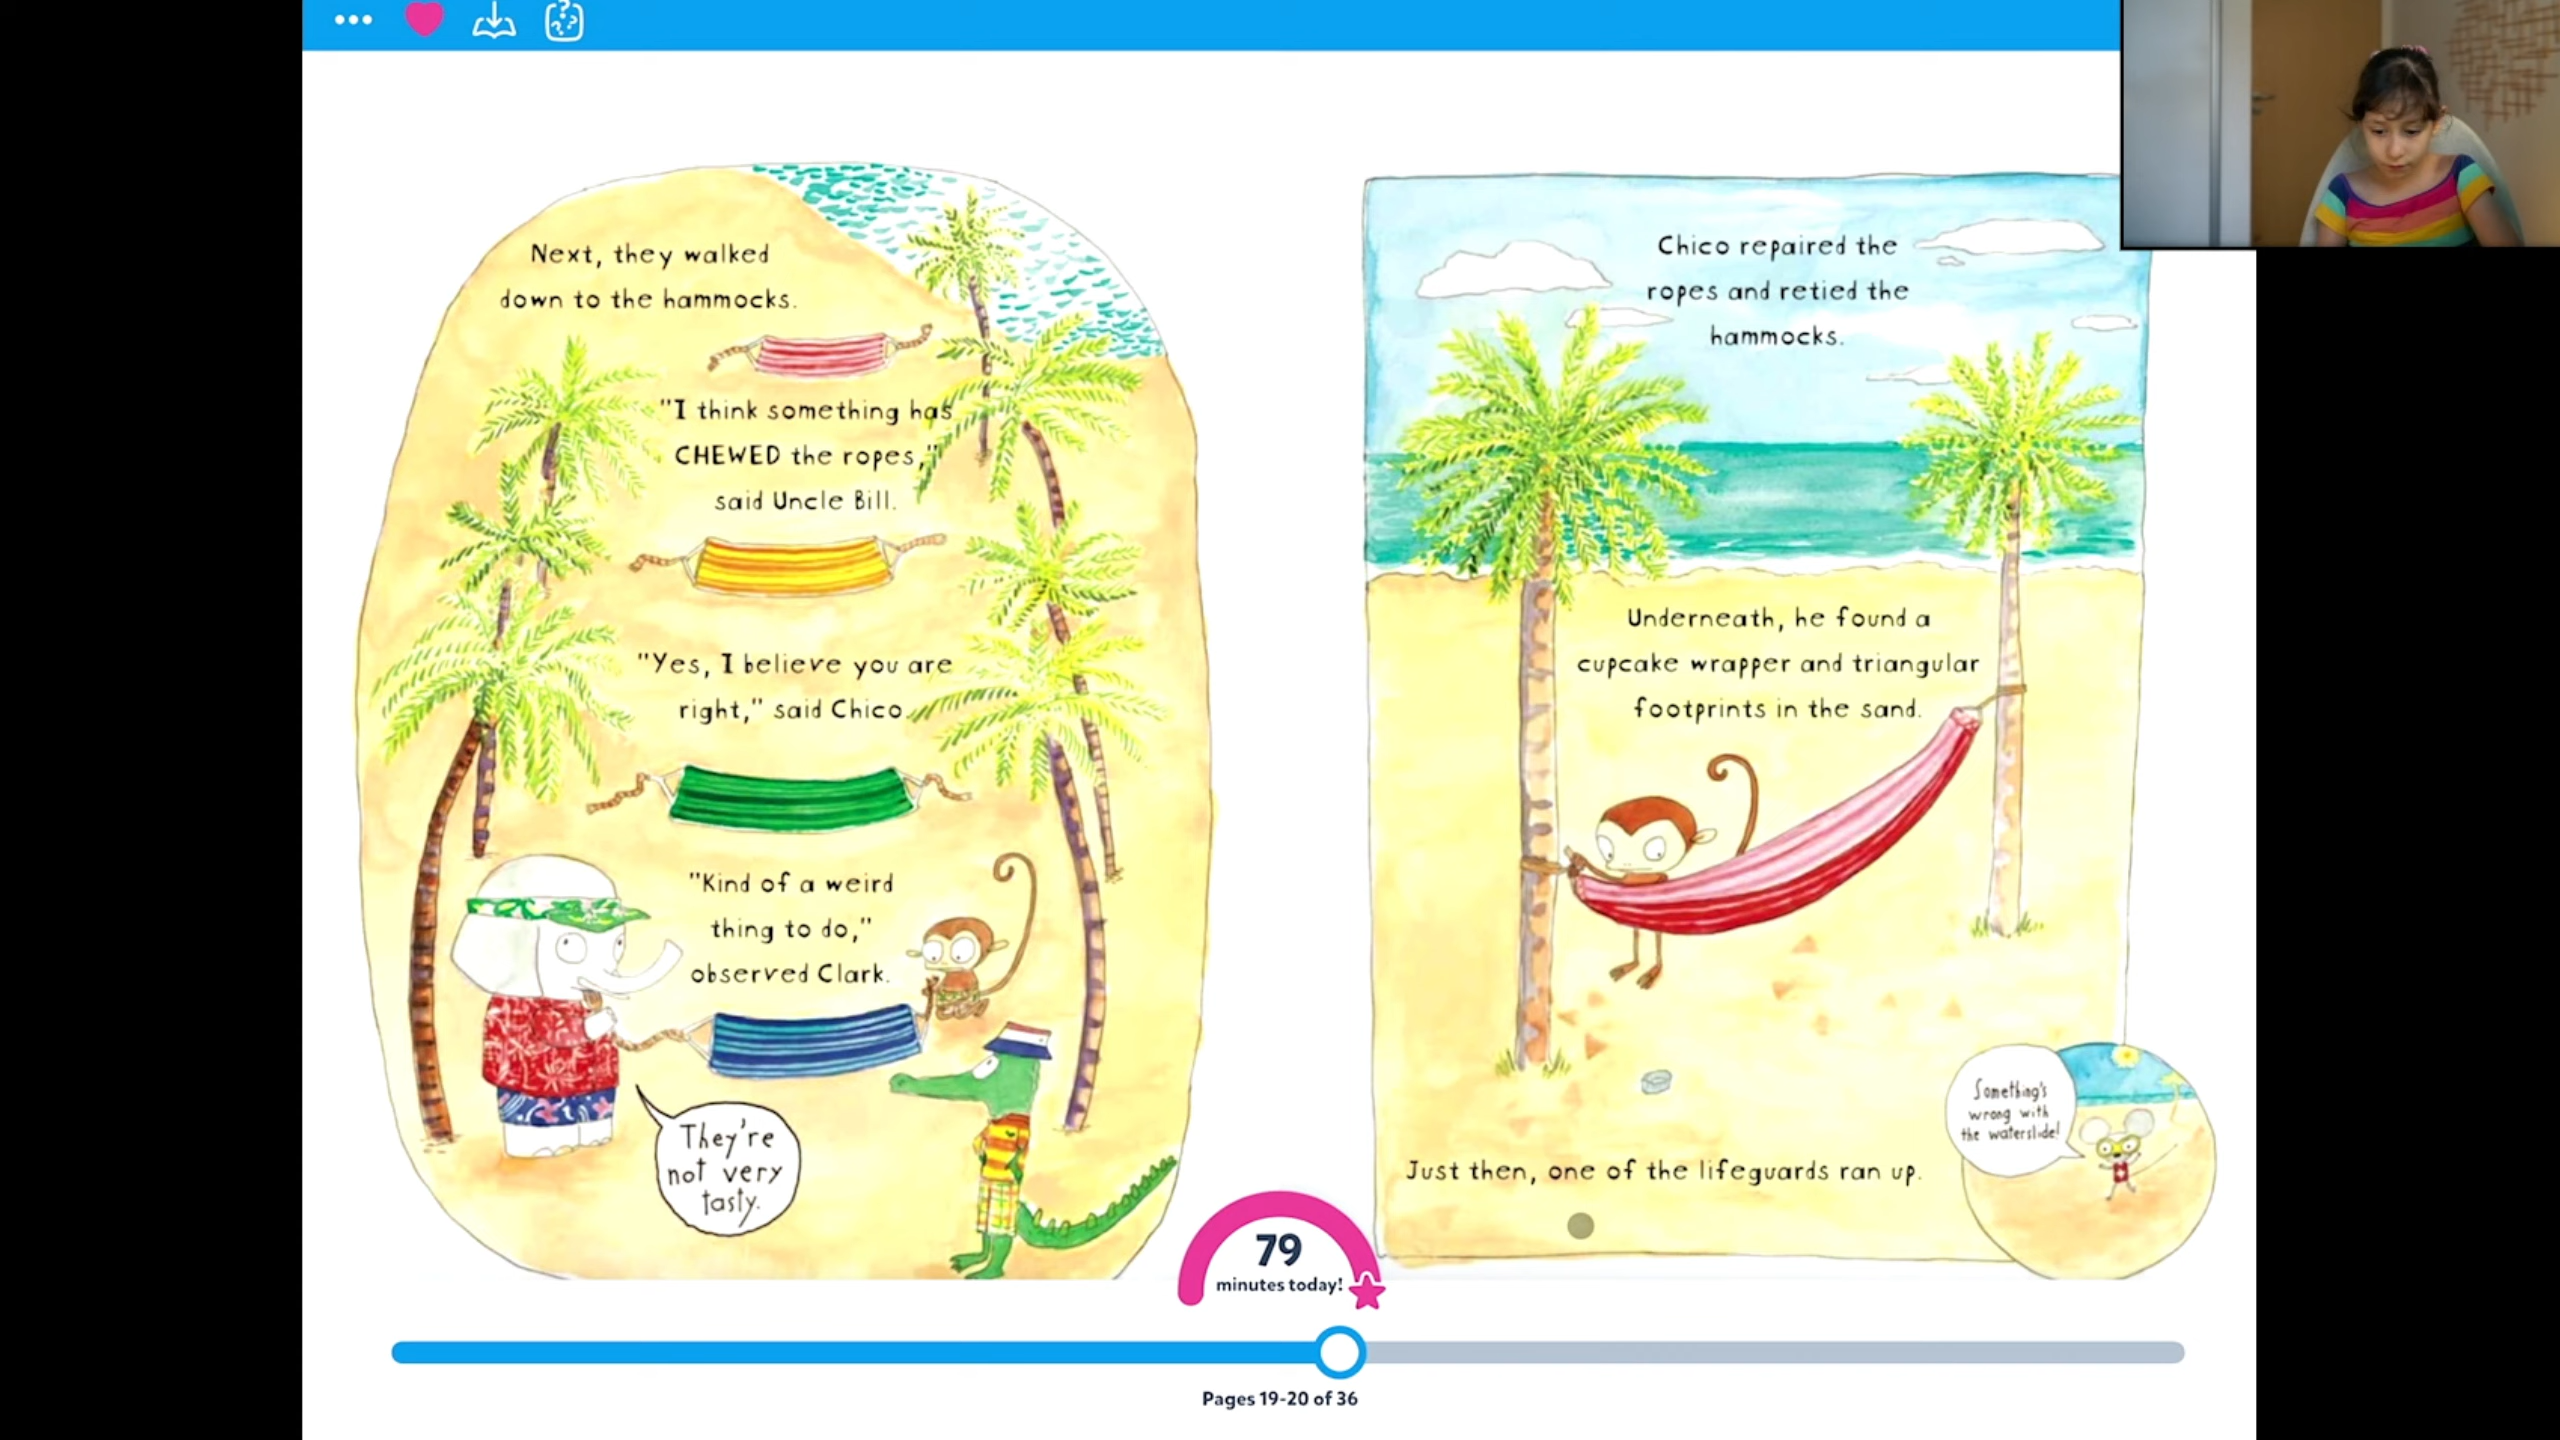 Next, they walked
down to the hammocks.
"I think something has
CHEWED the ropes,"
said Uncle Bill.
"Yes, I believe you are
right," said Chico.
"Kind of a weird
thing to do,"
observed Clark.
They're
not very
tasty.
Chico repaired the
ropes and retied the
hammocks.
Underneath, he found a
cupcake wrapper and triangular
footprints in the sand.
Just then, one of the lifeguards ran up.
Something's
wrong with
the waterslide!
79
minutes today!
Pages 19-20 of 36